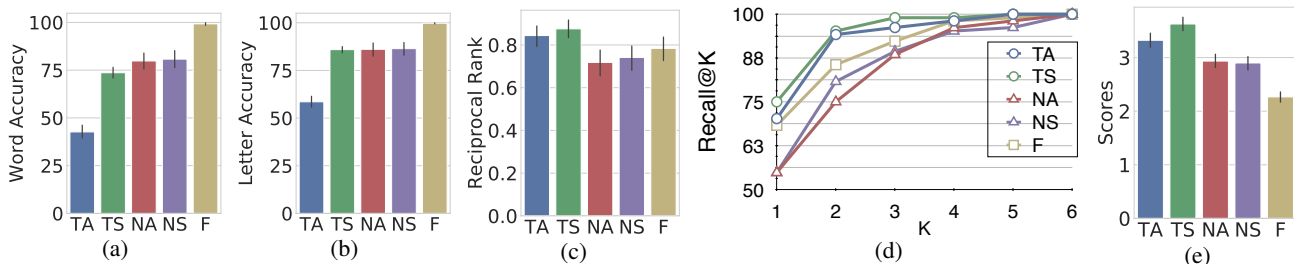 Word Accuracy
100
75
50
25
0
TA TS NA NS F
(a)
Letter Accuracy
100
75
50
25
0
TA TS NA NS F
(b)
Reciprocal Rank
0.8
0.6
0.4
0.2
0.0
TA TS NA NS F
(c)
Recall@K
100
88
75
63
50
1 2 3 4 5 6
K
TA
TS
NA
NS
F
(d)
Scores
3
2
1
0
TA TS NA NS F
(e)